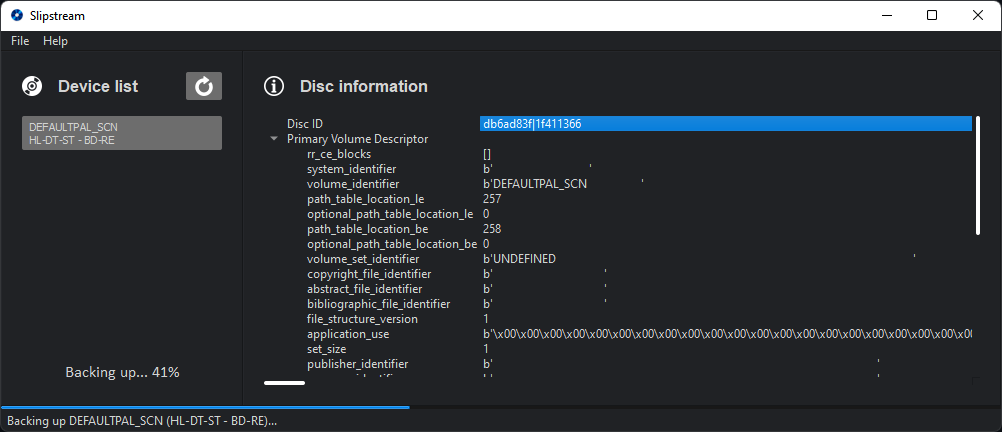 Slipstream
File Help
Device list
DEFAULTPAL_SCN
HL-DT-ST - BD-RE
Backing up... 41%
Disc information
Disc ID db6ad83f|1f411366
Primary Volume Descriptor
rr_ce_blocks []
system_identifier b' '
volume_identifier b'DEFAULTPAL_SCN '
path_table_location_le 257
optional_path_table_location_le 0
path_table_location_be 258
optional_path_table_location_be 0
volume_set_identifier b'UNDEFINED '
copyright_file_identifier b' '
abstract_file_identifier b' '
bibliographic_file_identifier b' '
file_structure_version 1
application_use b'\x00\x00\x00\x00\x00\x00\x00\x00\x00\x00\x00\x00\x00\x00\x00\x00\x00\x00\x00\x00\x00
set_size 1
publisher_identifier b' '
Backing up DEFAULTPAL_SCN (HL-DT-ST - BD-RE)...